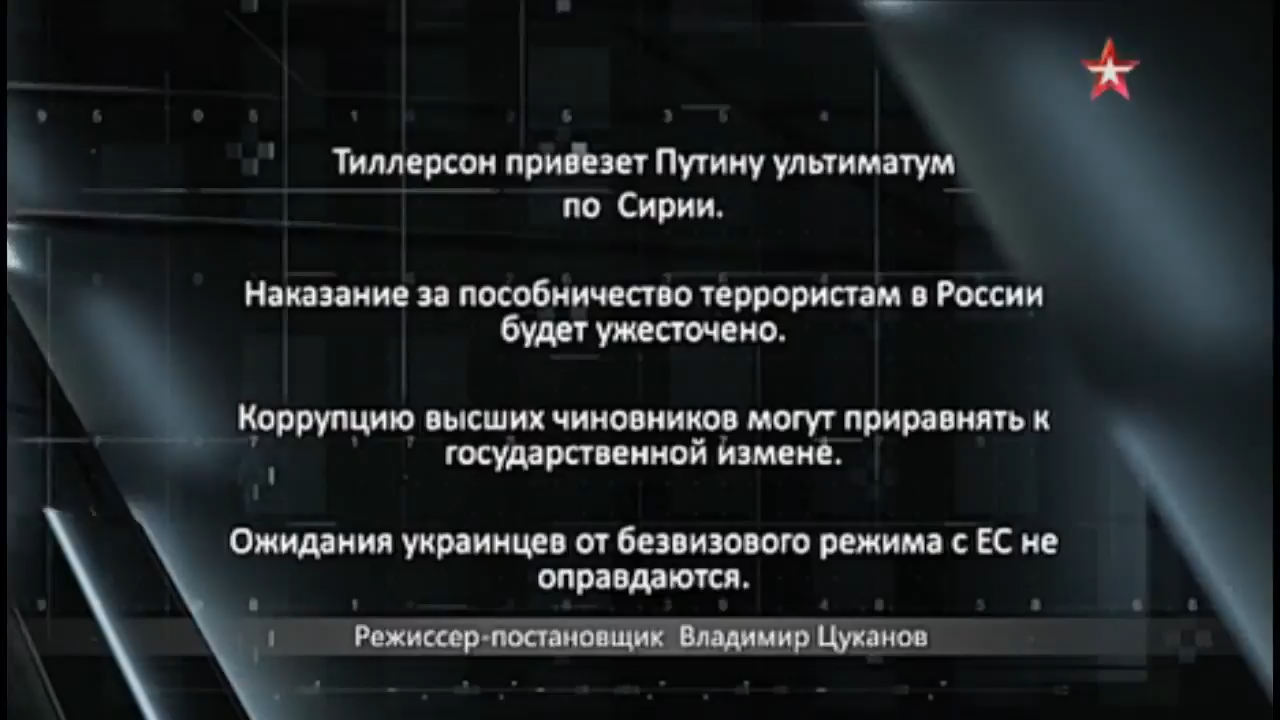 Тиллерсон привезет Путину ультиматум
по Сирии.
Наказание за пособничество террористам в России
будет ужесточено.
Коррупцию высших чиновников могут приравнять к
государственной измене.
Ожидания украинцев от безвизового режима с ЕС не
оправдаются.
Режиссер-постановщик Владимир Цуканов